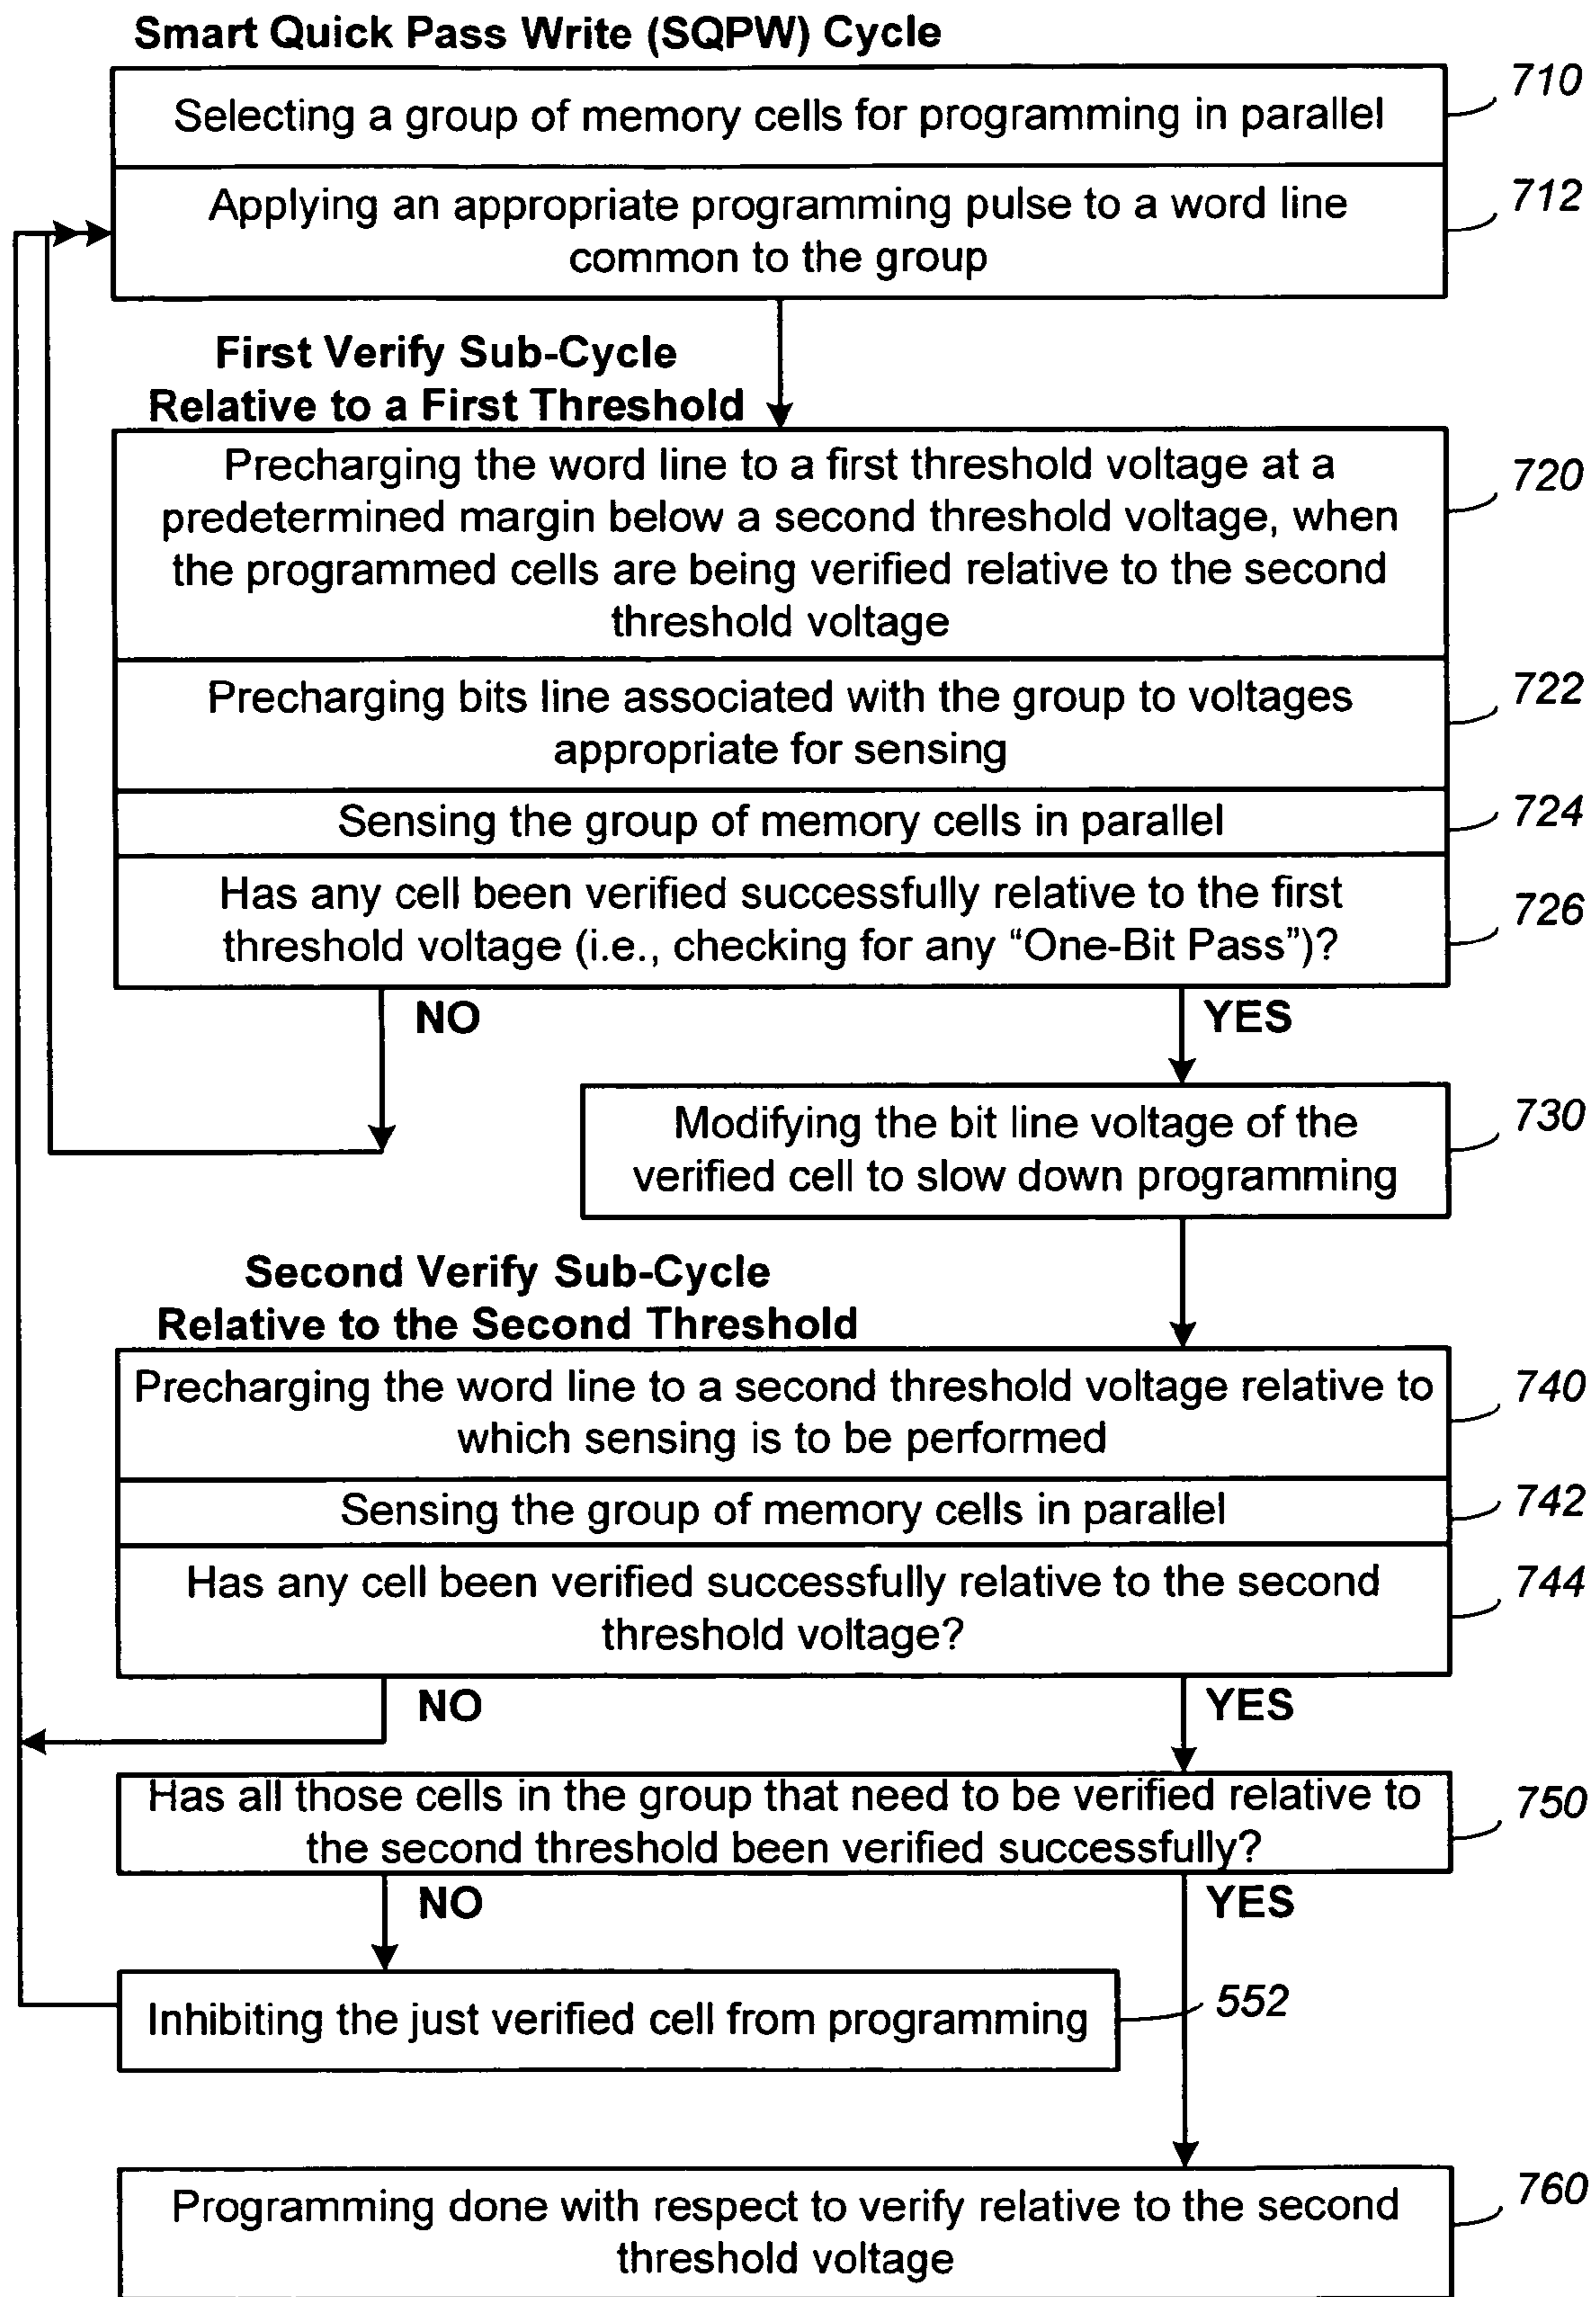 Smart Quick Pass Write (SQPW) Cycle
710
Selecting a group of memory cells for programming in parallel
712
Applying an appropriate programming pulse to a word line
common to the group
First Verify Sub-Cycle
Relative to a First Threshold
Precharging the word line to a first threshold voltage at a
720
predetermined margin below a second threshold voltage, when
the programmed cells are being verified relative to the second
threshold voltage
722
Precharging bits line associated with the group to voltages
appropriate for sensing
724
Sensing the group of memory cells in parallel
Has any cell been verified successfully relative to the first
726
threshold voltage (i.e., checking for any “One-Bit Pass”)?
NO
YES
730
Modifying the bit line voltage of the
verified cell to slow down programming
Second Verify Sub-Cycle
Relative to the Second Threshold
740
Precharging the word line to a second threshold voltage relative to
which sensing is to be performed
742
Sensing the group of memory cells in parallel
744
Has any cell been verified successfully relative to the second
threshold voltage?
NO
YES
Has all those cells in the group that need to be verified relative to
750
the second threshold been verified successfully?
NO
YES
552
Inhibiting the just verified cell from programming
760
Programming done with respect to verify relative to the second
threshold voltage